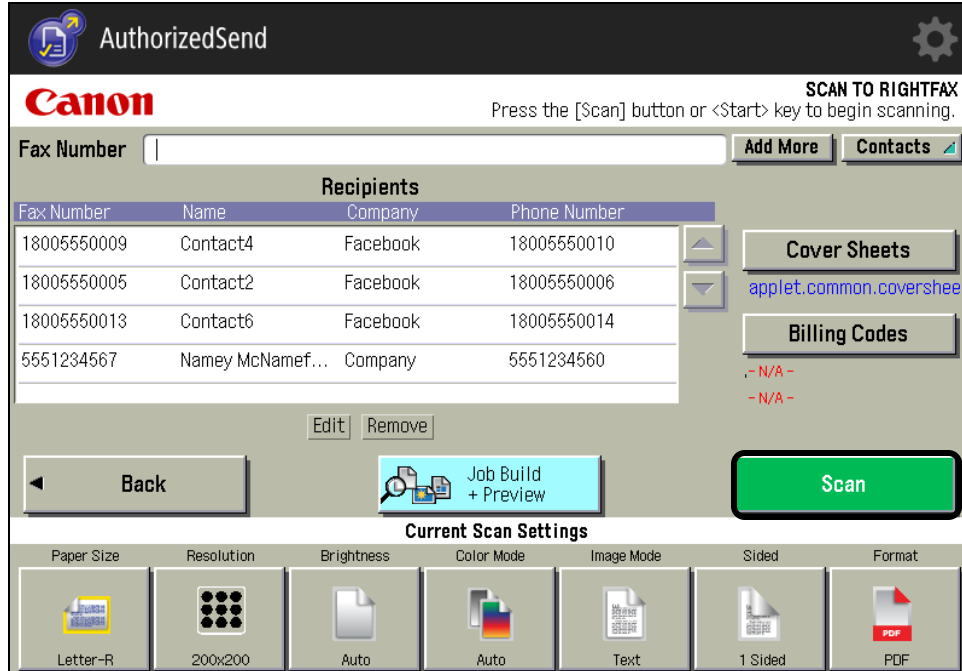 AuthorizedSend
Canon
SCAN TO RIGHTFAX
Press the [Scan] button or <Start> key to begin scanning.
Fax Number
Add More
Contacts
Recipients
Fax Number Name Company Phone Number
18005550009 Contact4 Facebook 18005550010
18005550005 Contact2 Facebook 18005550006
18005550013 Contact6 Facebook 18005550014
5551234567 Namey McNamef... Company 5551234560
Cover Sheets
applet.common.covershee
Billing Codes
- N/A -
- N/A -
Edit Remove
Back
Job Build
+ Preview
Scan
Current Scan Settings
Paper Size Resolution Brightness Color Mode Image Mode Sided Format
PDF
Letter-R 200x200 Auto Auto Text 1 Sided PDF